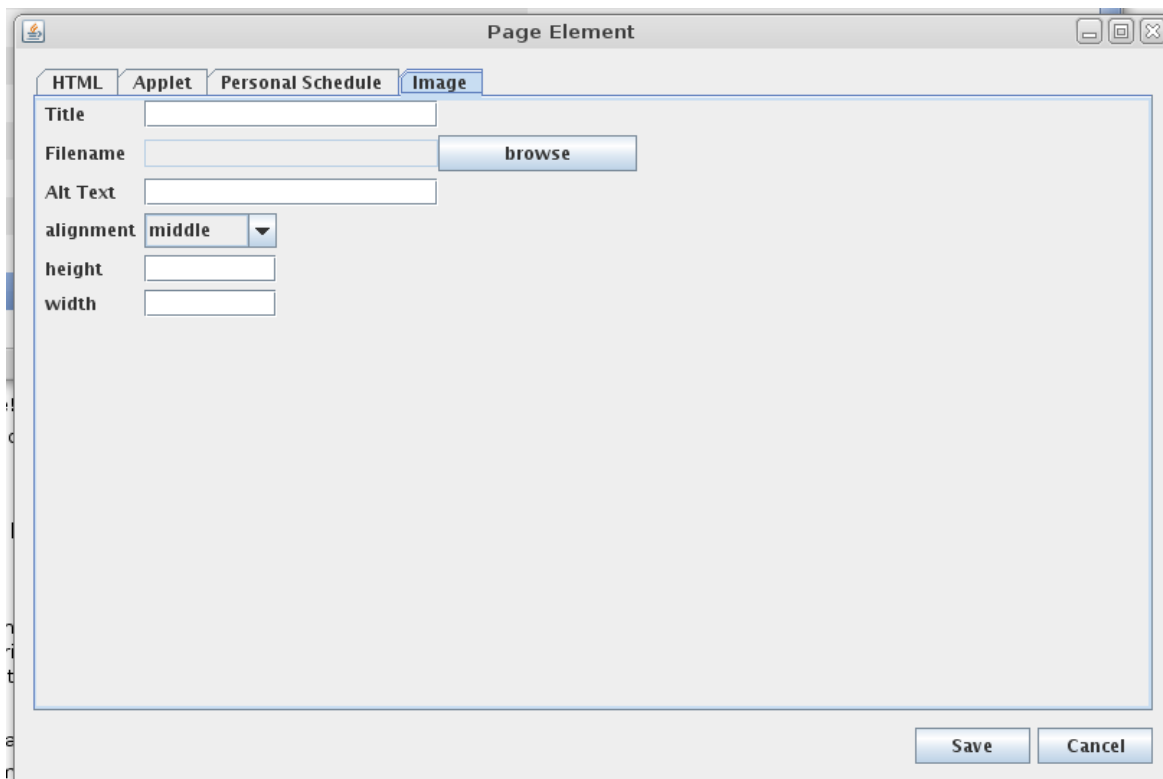 Page Element
HTML Applet Personal Schedule Image
Title
Filename browse
Alt Text
alignment middle
height
width
Save Cancel